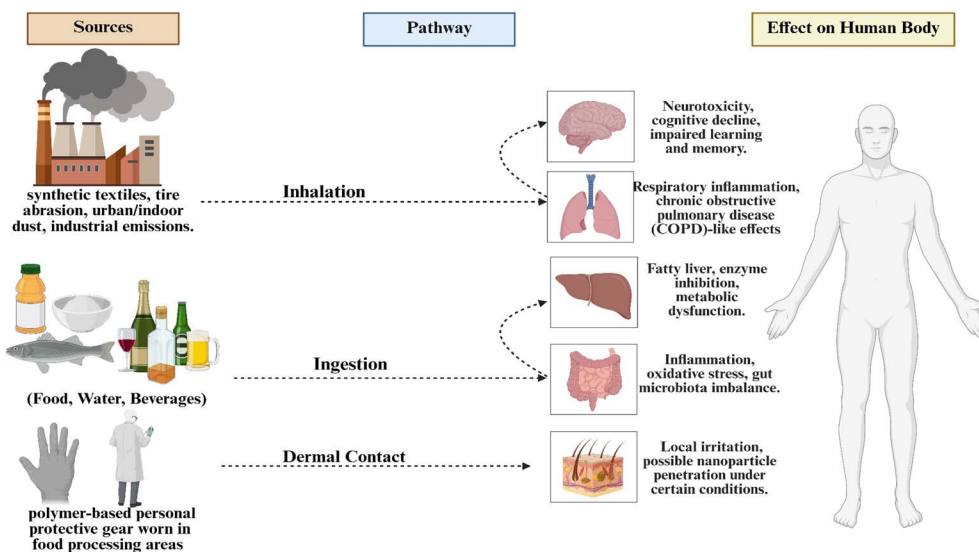 Sources
Pathway
Effect on Human Body
synthetic textiles, tire
abrasion, urban/indoor
dust, industrial emissions.
Inhalation
Neurotoxicity,
cognitive decline,
impaired learning
and memory.
Respiratory inflammation,
chronic obstructive
pulmonary disease
(COPD)-like effects
(Food, Water, Beverages)
Ingestion
Fatty liver, enzyme
inhibition,
metabolic
dysfunction.
Inflammation,
oxidative stress, gut
microbiota imbalance.
polymer-based personal
protective gear worn in
food processing areas
Dermal Contact
Local irritation,
possible nanoparticle
penetration under
certain conditions.